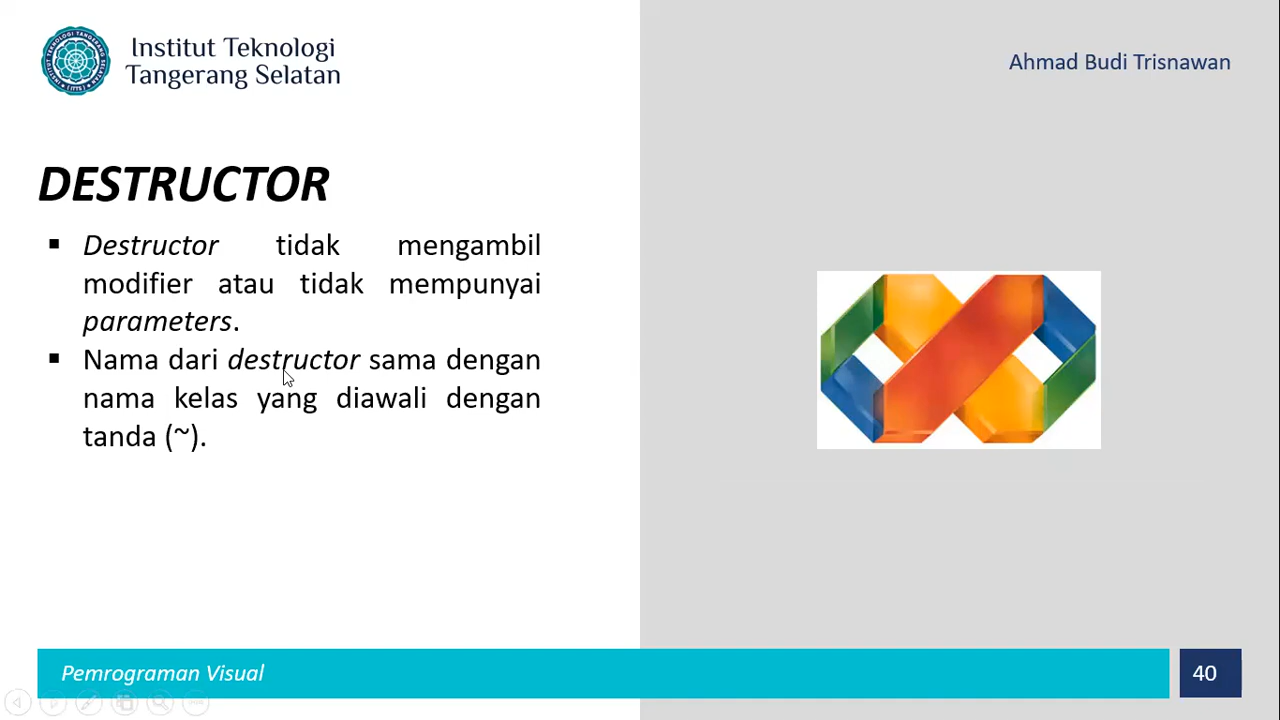 Institut Teknologi
Tangerang Selatan
Ahmad Budi Trisnawan
DESTRUCTOR
▪ Destructor tidak mengambil
modifier atau tidak mempunyai
parameters.
▪ Nama dari destructor sama dengan
nama kelas yang diawali dengan
tanda (~).
Pemrograman Visual
40